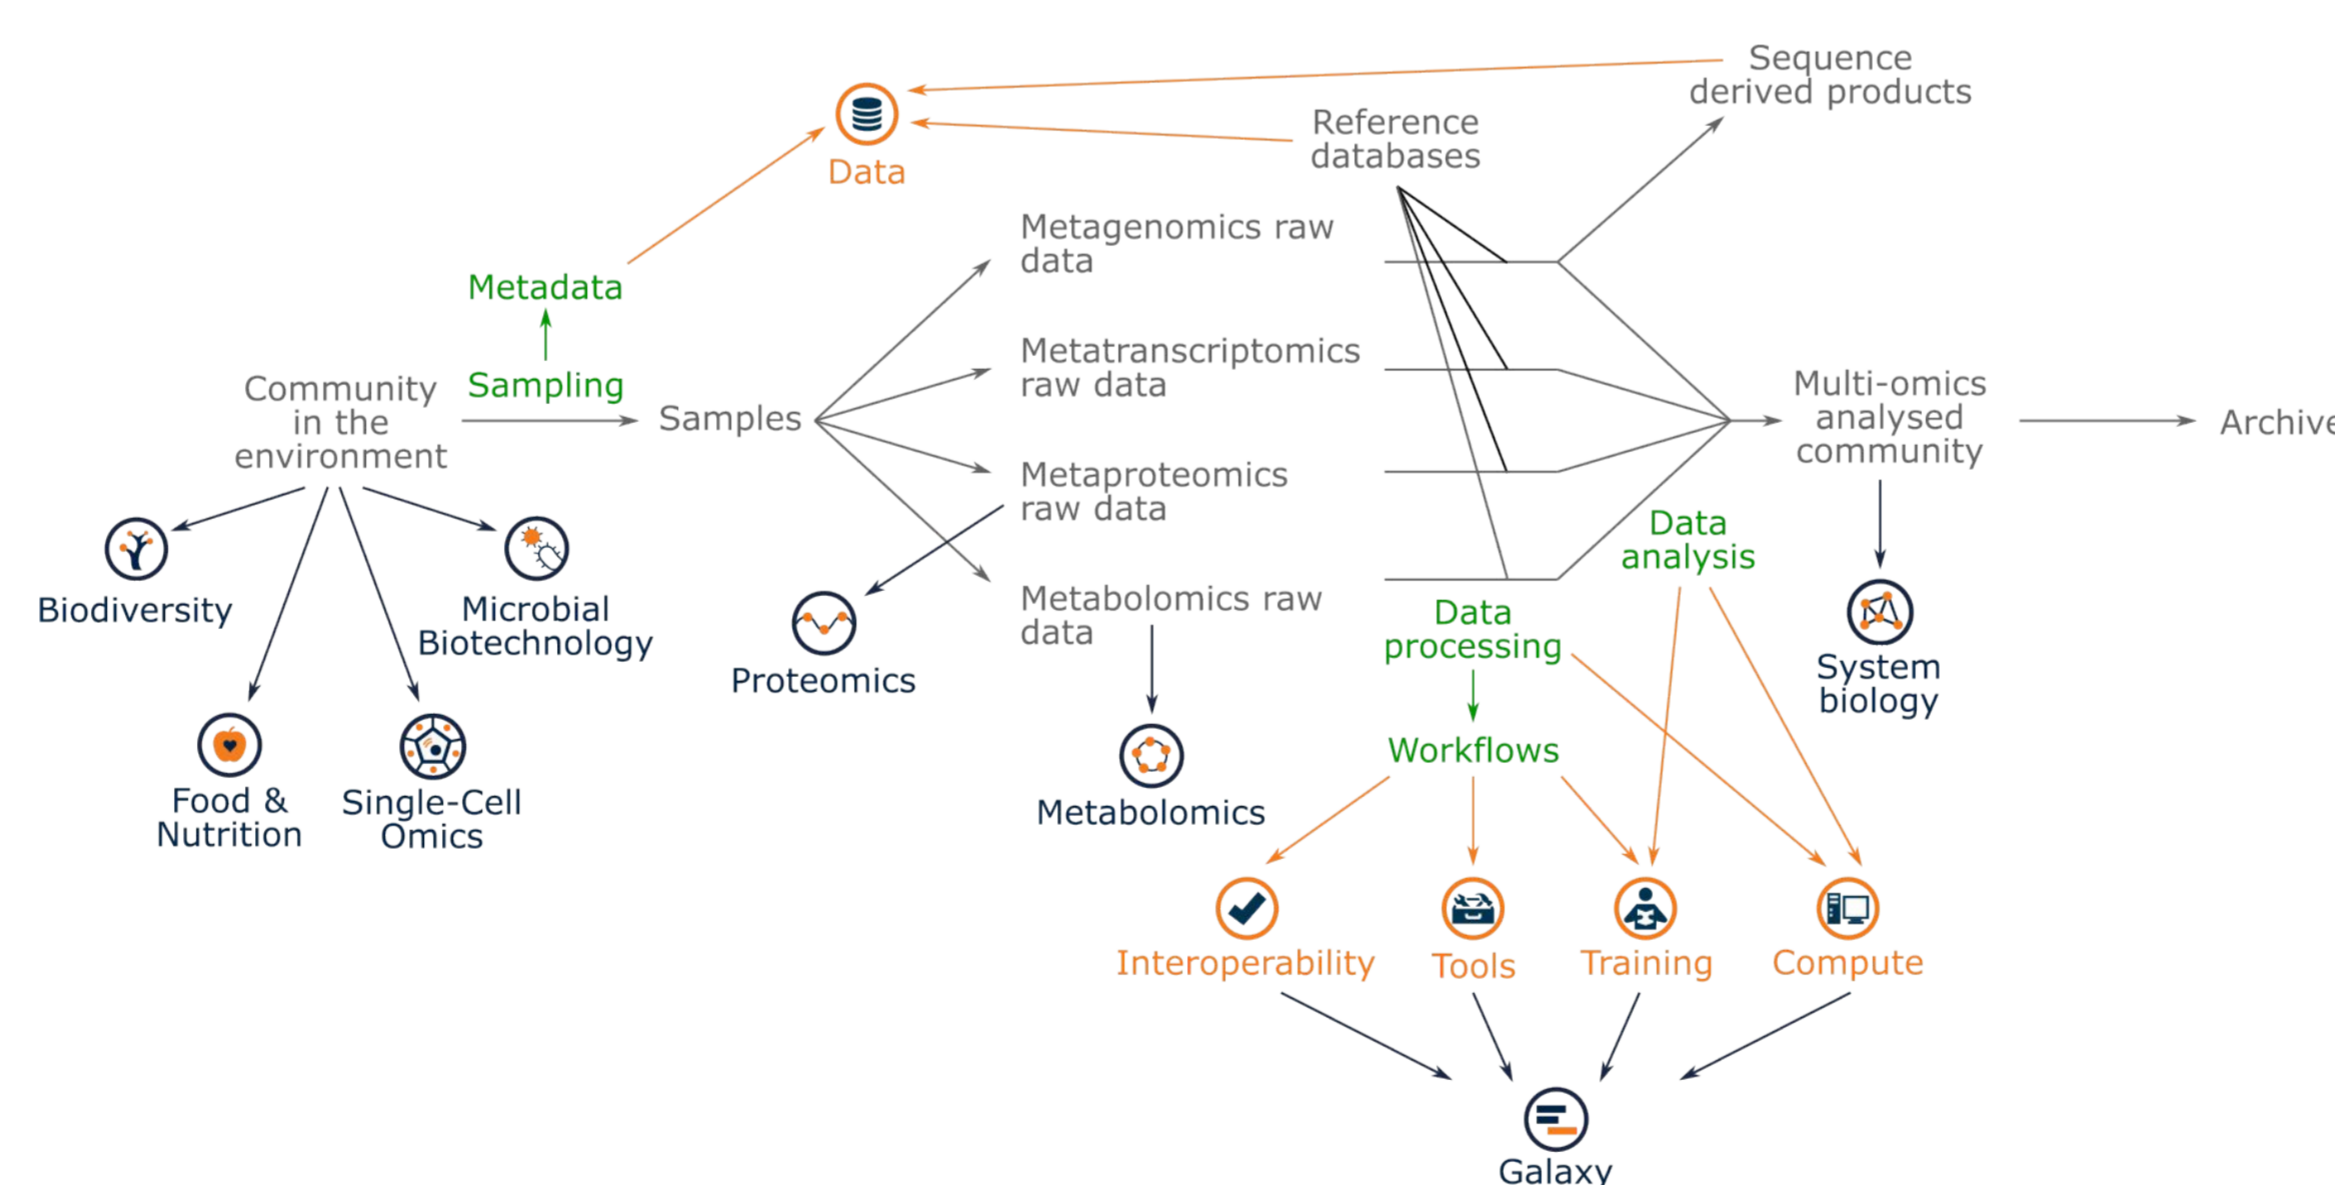 Sequence
derived products
Reference
databases
Data
Metagenomics raw
data
Metadata
Metatranscriptomics
raw data
Sampling
Community
in the
environment
Samples
Multi-omics
analysed
community
Metaproteomics
raw data
Data
analysis
Biodiversity
Microbial
Biotechnology
Metabolomics raw
data
Data
processing
Proteomics
System
biology
Workflows
Food &
Nutrition
Single-Cell
Omics
Metabolomics
Interoperability
Tools
Training
Compute
Galaxy